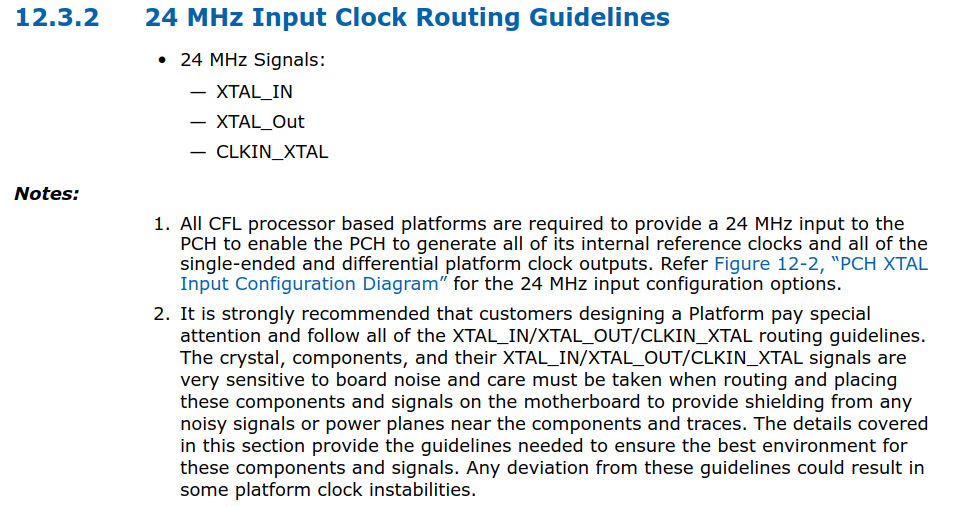 12.3.2 24 MHz Input Clock Routing Guidelines
• 24 MHz Signals:
— XTAL_IN
— XTAL_Out
— CLKIN_XTAL
Notes:
1. All CFL processor based platforms are required to provide a 24 MHz input to the
PCH to enable the PCH to generate all of its internal reference clocks and all of the
single-ended and differential platform clock outputs. Refer Figure 12-2, “PCH XTAL
Input Configuration Diagram” for the 24 MHz input configuration options.
2. It is strongly recommended that customers designing a Platform pay special
attention and follow all of the XTAL_IN/XTAL_OUT/CLKIN_XTAL routing guidelines.
The crystal, components, and their XTAL_IN/XTAL_OUT/CLKIN_XTAL signals are
very sensitive to board noise and care must be taken when routing and placing
these components and signals on the motherboard to provide shielding from any
noisy signals or power planes near the components and traces. The details covered
in this section provide the guidelines needed to ensure the best environment for
these components and signals. Any deviation from these guidelines could result in
some platform clock instabilities.